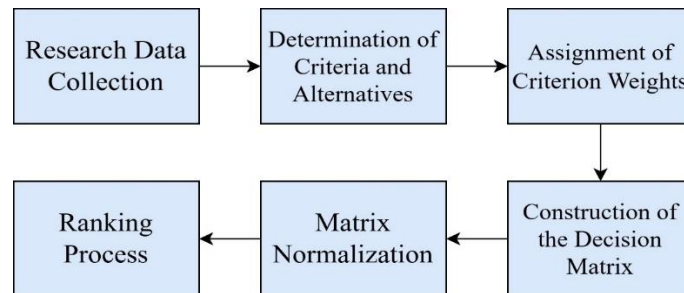 Research Data
Collection
Determination of
Criteria and
Alternatives
Assignment of
Criterion Weights
Construction of
the Decision
Matrix
Matrix
Normalization
Ranking
Process